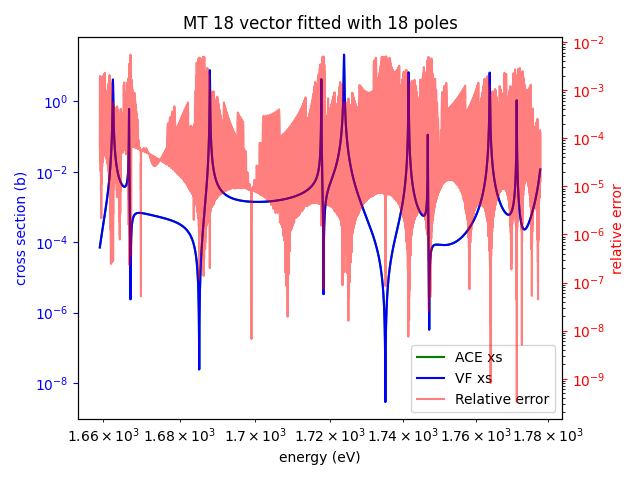 MT 18 vector fitted with 18 poles
10⁰
10⁻²
10⁻⁴
10⁻⁶
10⁻⁸
cross section (b)
10⁻²
10⁻³
10⁻⁴
10⁻⁵
10⁻⁶
10⁻⁷
10⁻⁸
10⁻⁹
relative error
ACE xs
VF xs
Relative error
1.66 × 10³ 1.68 × 10³ 1.7 × 10³ 1.72 × 10³ 1.74 × 10³ 1.76 × 10³ 1.78 × 10³
energy (eV)